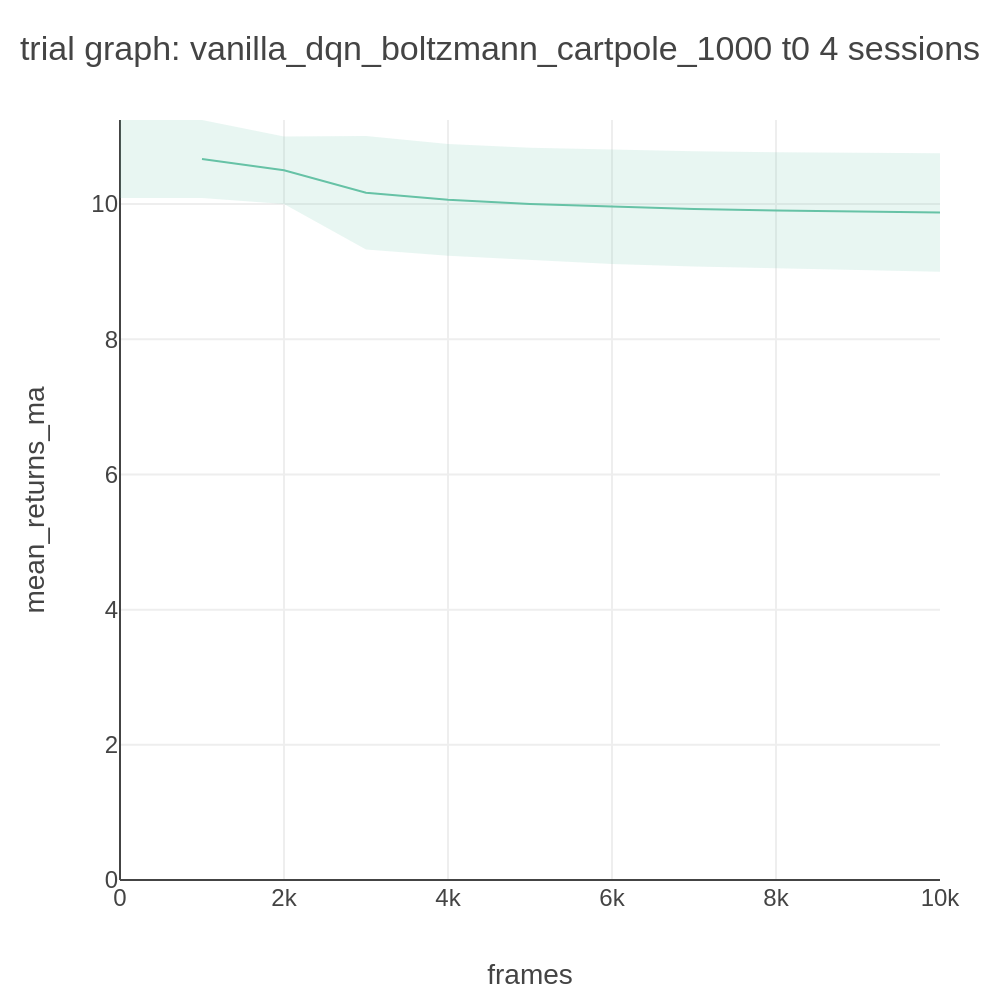 trial graph: vanilla_dqn_boltzmann_cartpole_1000 t0 4 sessions
10
8
6
4
2
0
mean_returns_ma
0 2k 4k 6k 8k 10k
frames